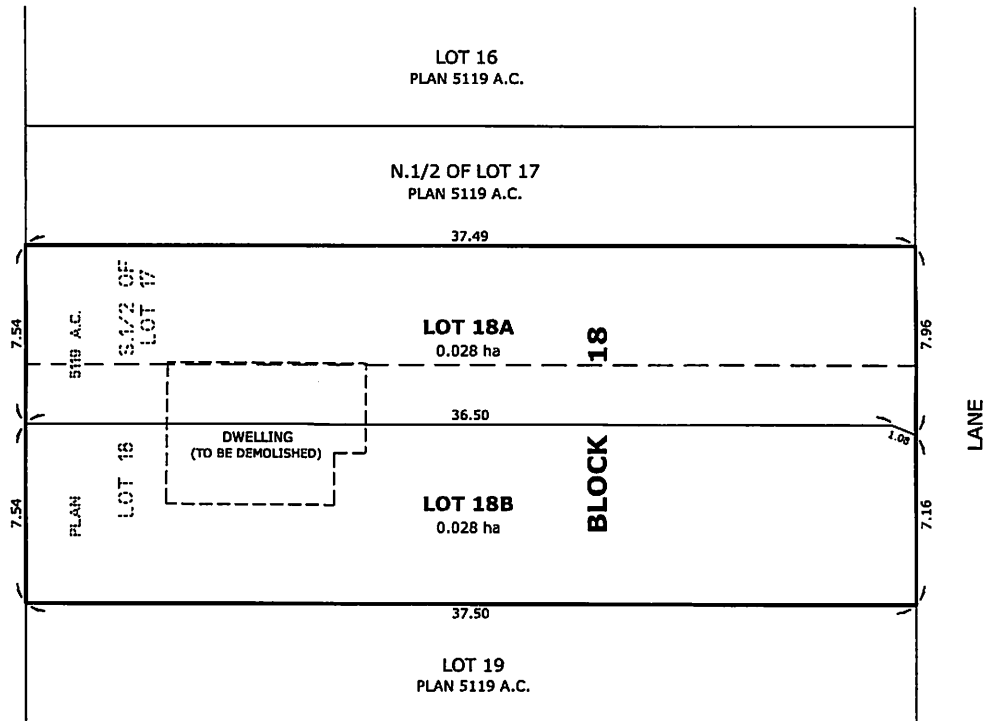 LOT 16
PLAN 5119 A.C.
N.1/2 OF LOT 17
PLAN 5119 A.C.
37.49
7.54
5119 A.C.
S.1/2 OF
LOT 17
LOT 18A
0.028 ha
18
7.96
36.50
1.08
LANE
7.54
PLAN
LOT 18
DWELLING
(TO BE DEMOLISHED)
LOT 18B
0.028 ha
BLOCK
7.16
37.50
LOT 19
PLAN 5119 A.C.